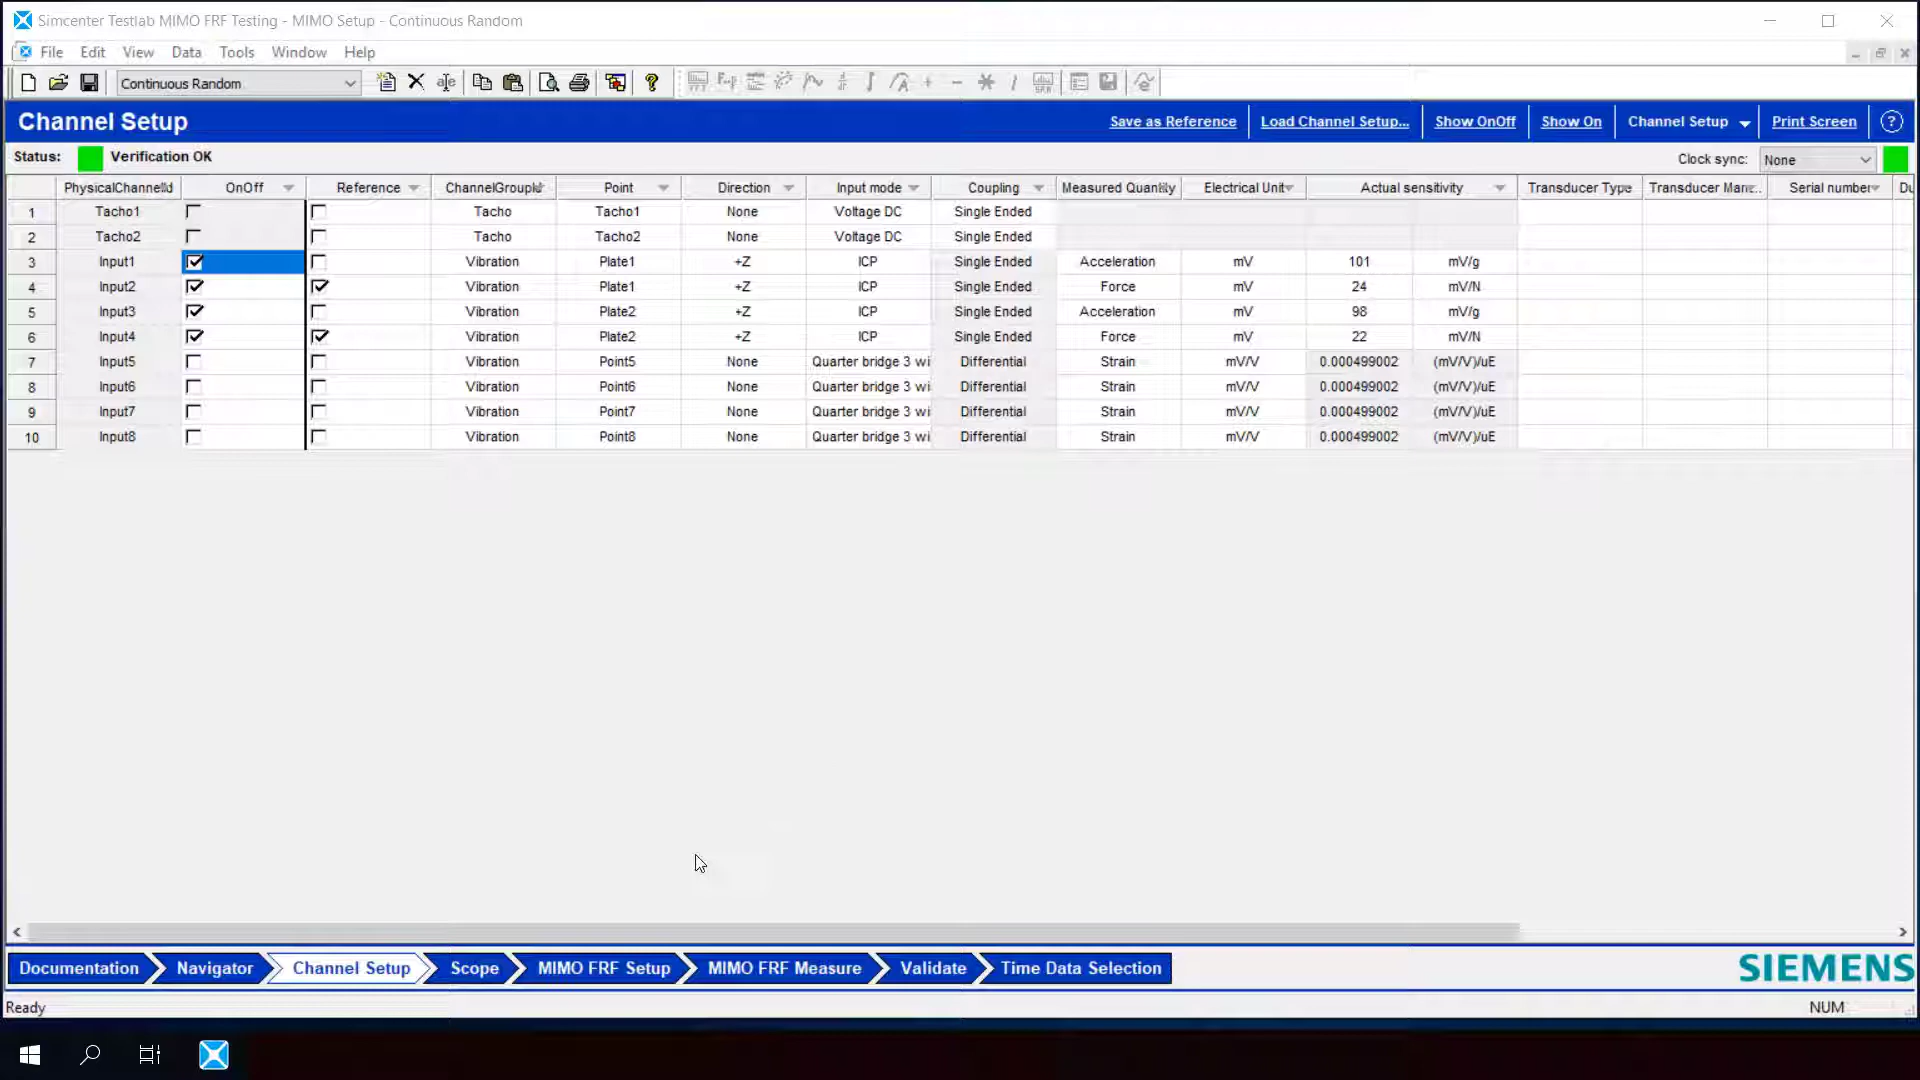 Simcenter Testlab MIMO FRF Testing - MIMO Setup - Continuous Random
File Edit View Data Tools Window Help
Continuous Random
Channel Setup Save as Reference Load Channel Setup... Show OnOff Show On Channel Setup Print Screen
Status: Verification OK Clock sync: None
PhysicalChannelId OnOff Reference ChannelGroupId Point Direction Input mode Coupling Measured Quantity Electrical Unit Actual sensitivity Transducer Type Transducer Man... Serial number Du
1 Tacho1 Tacho Tacho1 None Voltage DC Single Ended
2 Tacho2 Tacho Tacho2 None Voltage DC Single Ended
3 Input1 Vibration Plate1 +Z ICP Single Ended Acceleration mV 101 mV/g
4 Input2 Vibration Plate1 +Z ICP Single Ended Force mV 24 mV/N
5 Input3 Vibration Plate2 +Z ICP Single Ended Acceleration mV 98 mV/g
6 Input4 Vibration Plate2 +Z ICP Single Ended Force mV 22 mV/N
7 Input5 Vibration Point5 None Quarter bridge 3 wi Differential Strain mV/V 0.000499002 (mV/V)/uE
8 Input6 Vibration Point6 None Quarter bridge 3 wi Differential Strain mV/V 0.000499002 (mV/V)/uE
9 Input7 Vibration Point7 None Quarter bridge 3 wi Differential Strain mV/V 0.000499002 (mV/V)/uE
10 Input8 Vibration Point8 None Quarter bridge 3 wi Differential Strain mV/V 0.000499002 (mV/V)/uE
Documentation Navigator Channel Setup Scope MIMO FRF Setup MIMO FRF Measure Validate Time Data Selection SIEMENS
Ready NUM